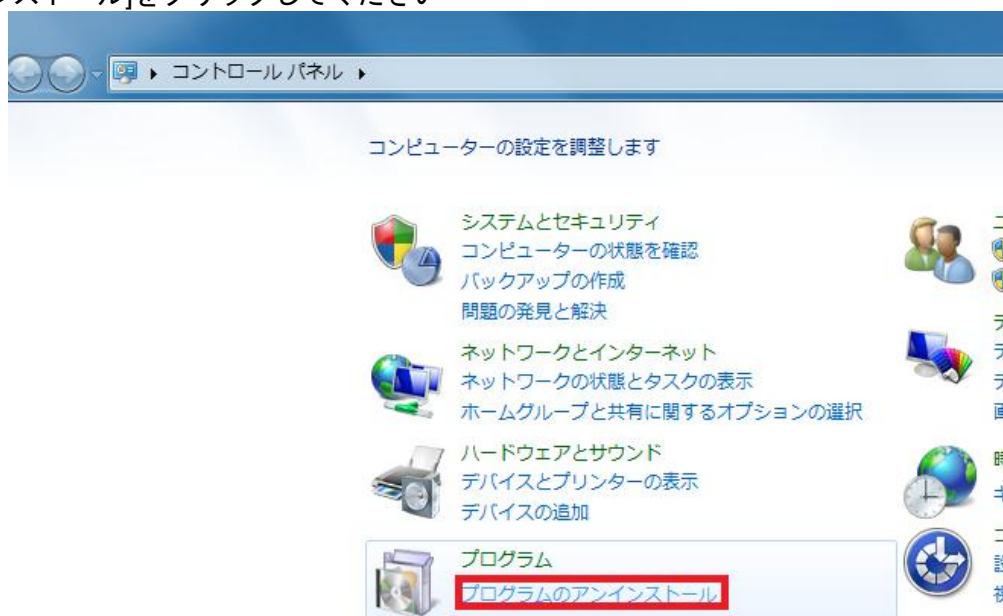 ストール]をクリックしてください
コントロール パネル
コンピューターの設定を調整します
システムとセキュリティ
コンピューターの状態を確認
バックアップの作成
問題の発見と解決
ネットワークとインターネット
ネットワークの状態とタスクの表示
ホームグループと共有に関するオプションの選択
ハードウェアとサウンド
デバイスとプリンターの表示
デバイスの追加
プログラム
プログラムのアンインストール